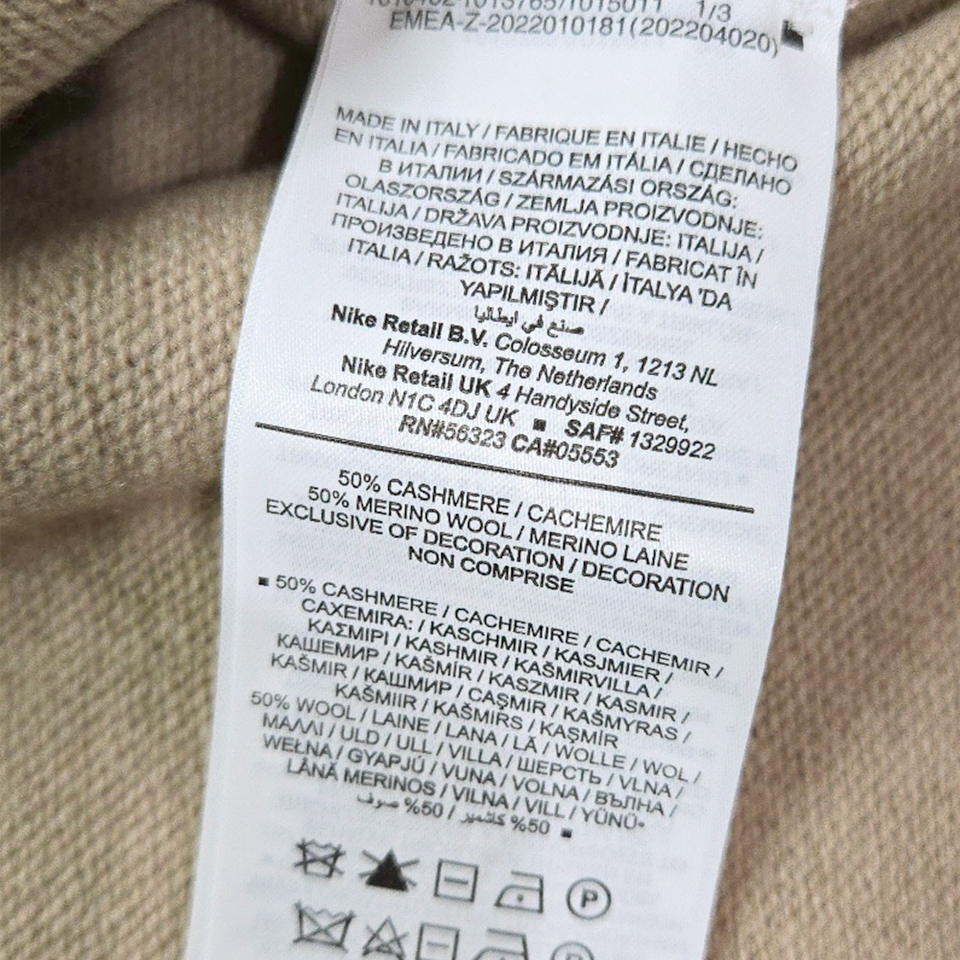 1/3
EMEA-Z-2022010181(202204020)
MADE IN ITALY / FABRIQUE EN ITALIE / HECHO
EN ITALIA / FABRICADO EM ITÁLIA / СДЕЛАНО
В ИТАЛИИ / SZÁRMAZÁSI ORSZÁG:
OLASZORSZÁG / ZEMLJA PROIZVODNJE:
ITALIJA / DRŽAVA PROIZVODNJE: ITALIJA /
ПРОИЗВЕДЕНО В ИТАЛИЯ / FABRICAT ÎN
ITALIA / RAŽOTS: ITĀLIJĀ / İTALYA 'DA
YAPILMIŞTIR /
صنع في ايطاليا
Nike Retail B.V. Colosseum 1, 1213 NL
Hilversum, The Netherlands
Nike Retail UK 4 Handyside Street,
London N1C 4DJ UK ■ SAF# 1329922
RN#56323 CA#05553
50% CASHMERE / CACHEMIRE
50% MERINO WOOL / MERINO LAINE
EXCLUSIVE OF DECORATION / DECORATION
NON COMPRISE
■ 50% CASHMERE / CACHEMIRE / CACHEMIR /
CAXEMIRA: / KASCHMIR / KASJMIER /
ΚΑΣΜΙΡΙ / KASHMIR / KAŠMIRVILLA /
КАШЕМИР / KAŠMÍR / KASZMIR / KASMIR /
KAŠMIR / КАШМИР / CAŞMIR / KAŠMYRAS /
KAŠMIIR / KAŠMIRS / KAŞMİR
50% WOOL / LAINE / LANA / LÃ / WOLLE / WOL /
ΜΑΛΛΙ / ULD / ULL / VILLA / ШЕРСТЬ / VLNA /
WEŁNA / GYAPJÚ / VUNA / VOLNA / ВЪЛНА /
LÂNĂ MERINOS / VILNA / VILL / YÜNÜ-
50% كاشمير / 50% صوف ■
P